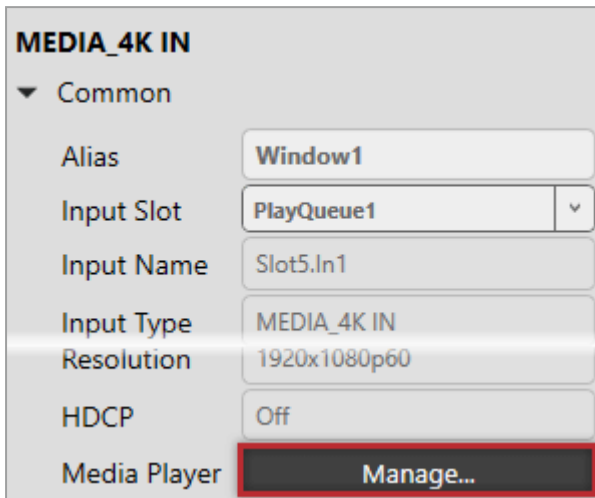 MEDIA_4K IN
Common
Alias Window1
Input Slot PlayQueue1
Input Name Slot5.In1
Input Type MEDIA_4K IN
Resolution 1920x1080p60
HDCP Off
Media Player Manage...